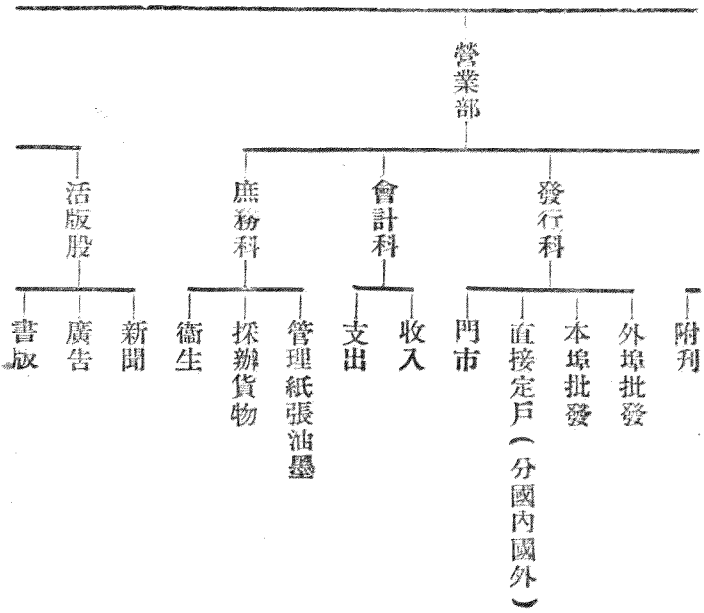 營業部
發行科
會計科
庶務科
活版股
附刊
外埠批發
本埠批發
直接定戶(分國內國外)
門市
收入
支出
管理紙張油墨
採辦貨物
衞生
新聞
廣告
書版